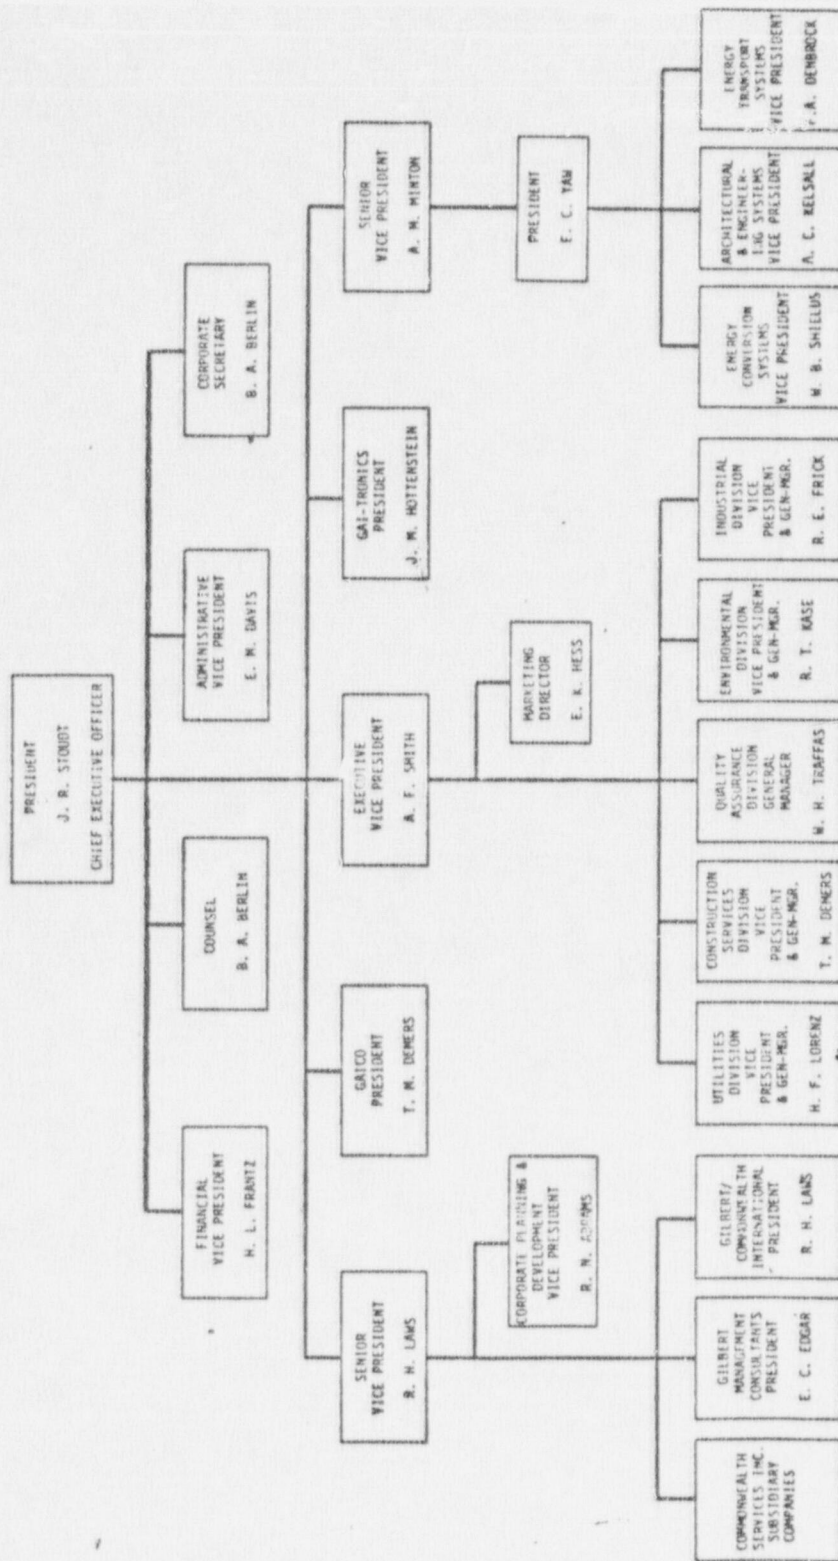 PRESIDENT
J. R. STOUDT
CHIEF EXECUTIVE OFFICER
FINANCIAL
VICE PRESIDENT
H. L. FRANTZ
COUNSEL
B. A. BERLIN
ADMINISTRATIVE
VICE PRESIDENT
E. M. DAVIS
CORPORATE
SECRETARY
B. A. BERLIN
SENIOR
VICE PRESIDENT
R. H. LAWS
GAICO
PRESIDENT
T. M. DEMERS
EXECUTIVE
VICE PRESIDENT
A. F. SMITH
GAI-TRONICS
PRESIDENT
J. M. HOTTENSTEIN
SENIOR
VICE PRESIDENT
A. M. MINTON
CORPORATE PLANNING &
DEVELOPMENT
VICE PRESIDENT
R. N.
MARKETING
DIRECTOR
E. K. HESS
PRESIDENT
E. C. YAW
COMMONWEALTH
SERVICES INC.
SUBSIDIARY
COMPANIES
GILBERT
MANAGEMENT
CONSULTANTS
PRESIDENT
E. C. EDGAR
GILBERT/
COMMONWEALTH
INTERNATIONAL
PRESIDENT
R. H. LAWS
UTILITIES
DIVISION
VICE
PRESIDENT
& GEN-MGR.
H. F. LORENZ
CONSTRUCTION
SERVICES
DIVISION
VICE
PRESIDENT
& GEN-MGR.
T. M. DEMERS
QUALITY
ASSURANCE
DIVISION
GENERAL
MANAGER
W. H. TRAFFAS
ENVIRONMENTAL
DIVISION
VICE PRESIDENT
& GEN-MGR.
R. T. KASE
INDUSTRIAL
DIVISION
VICE
PRESIDENT
& GEN-MGR.
R. E. FRICK
ENERGY
CONVERSION
SYSTEMS
VICE PRESIDENT
W. B. SHIELDS
ARCHITECTURAL
& ENGINEER-
ING SYSTEMS
VICE PRESIDENT
A. C. KELSALL
ENERGY
TRANSPORT
SYSTEMS
VICE PRESIDENT
A. DENBROCK